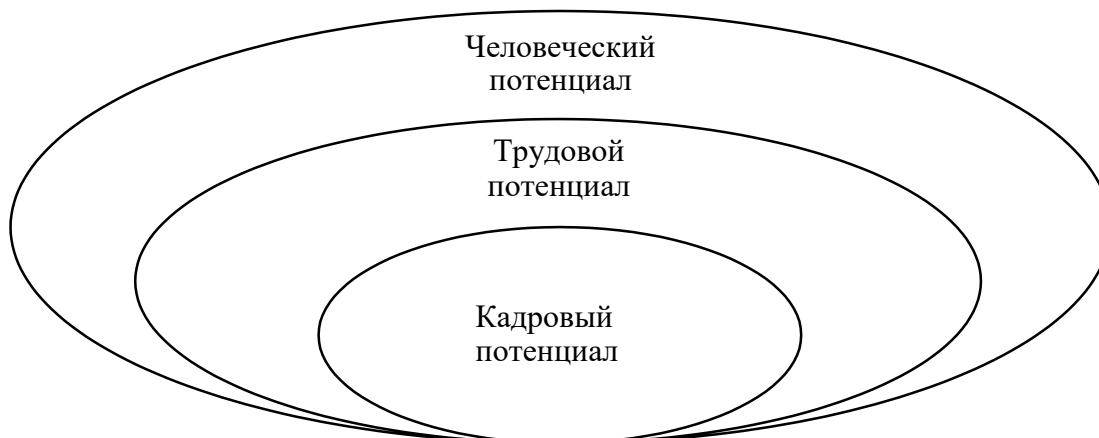 Человеческий
потенциал
Трудовой
потенциал
Кадровый
потенциал